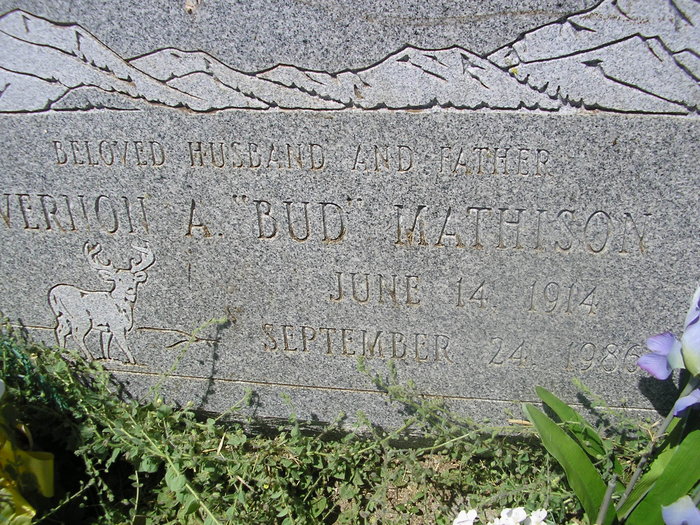 BELOVED HUSBAND AND FATHER
VERNON A. "BUD" MATHISON
JUNE 14 1914
SEPTEMBER 24 1986